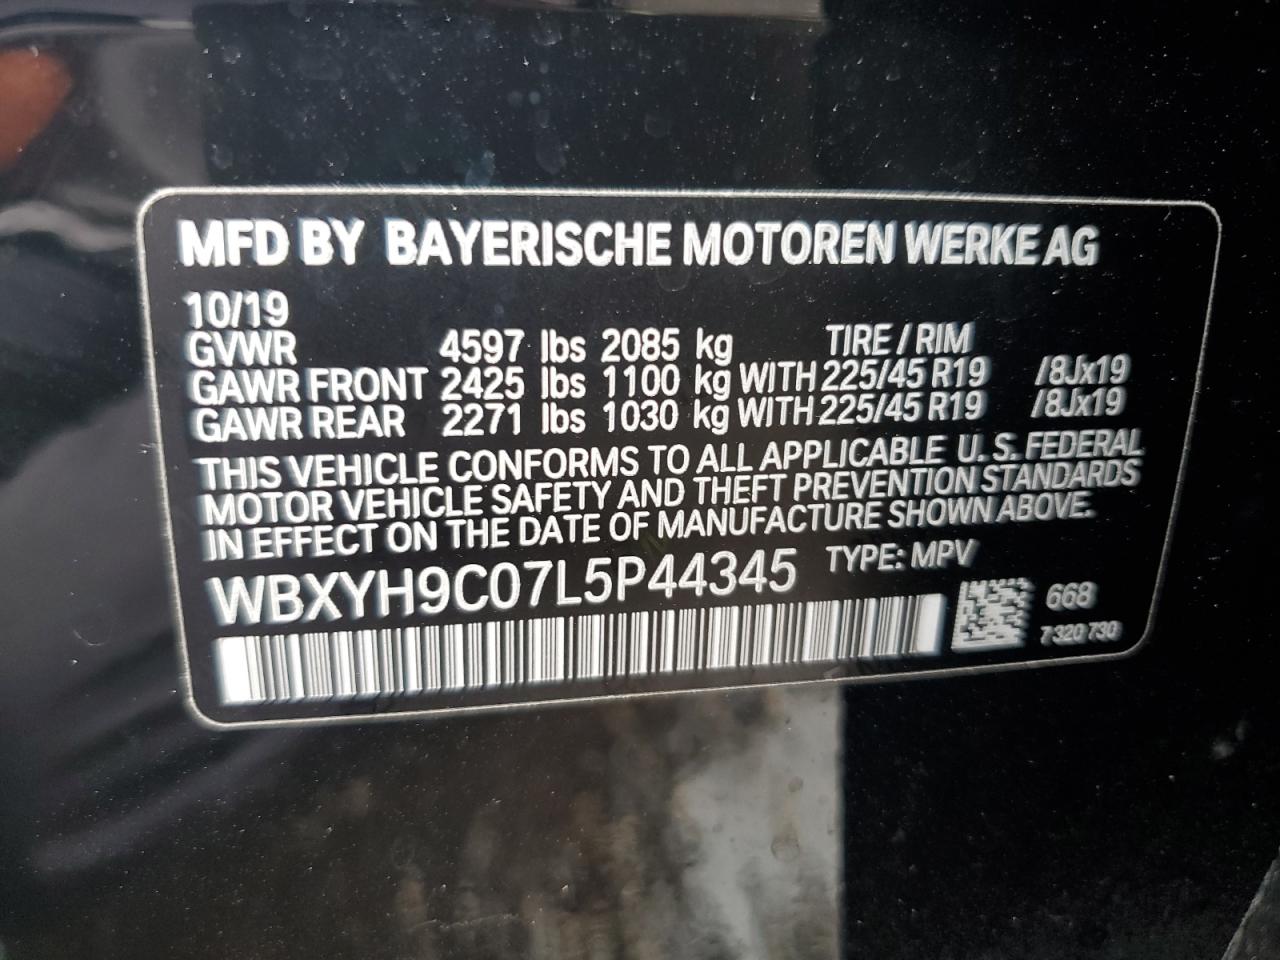 MFD BY BAYERISCHE MOTOREN WERKE AG
10/19
GVWR 4597 lbs 2085 kg TIRE / RIM
GAWR FRONT 2425 lbs 1100 kg WITH 225/45 R19 /8Jx19
GAWR REAR 2271 lbs 1030 kg WITH 225/45 R19 /8Jx19
THIS VEHICLE CONFORMS TO ALL APPLICABLE U. S. FEDERAL
MOTOR VEHICLE SAFETY AND THEFT PREVENTION STANDARDS
IN EFFECT ON THE DATE OF MANUFACTURE SHOWN ABOVE.
WBXYH9C07L5P44345 TYPE: MPV
668
7 320 730